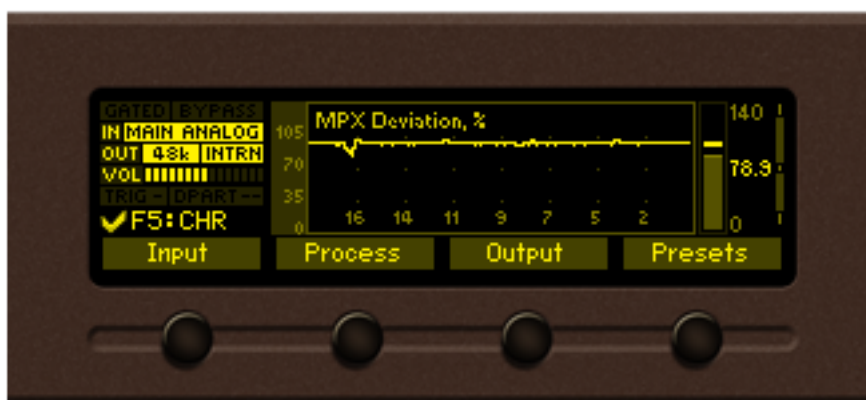 GATED BYPASS
IN MAIN ANALOG
OUT 48k INTRN
VOL
TRIG - DPART --
F5: CHR
MPX Deviation, %
105
70
35
0
16 14 11 9 7 5 2
140
78.9
0
Input Process Output Presets